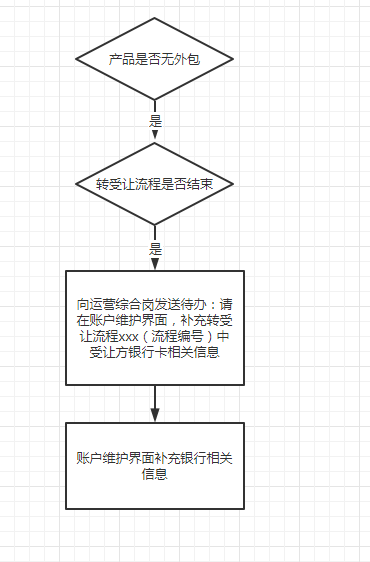 产品是否无外包
是
转受让流程是否结束
是
向运营综合岗发送待办：请
在账户维护界面，补充转受
让流程xxx（流程编号）中
受让方银行卡相关信息
账户维护界面补充银行相关
信息